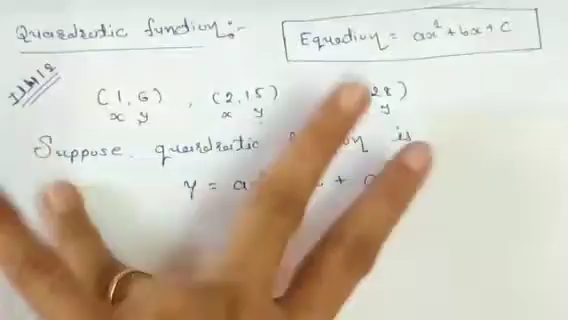 Quadratic function:-
Equation = ax² + bx + c
(1,6) , (2,15) 28)
x y x y y
Suppose quadratic is
y = a +